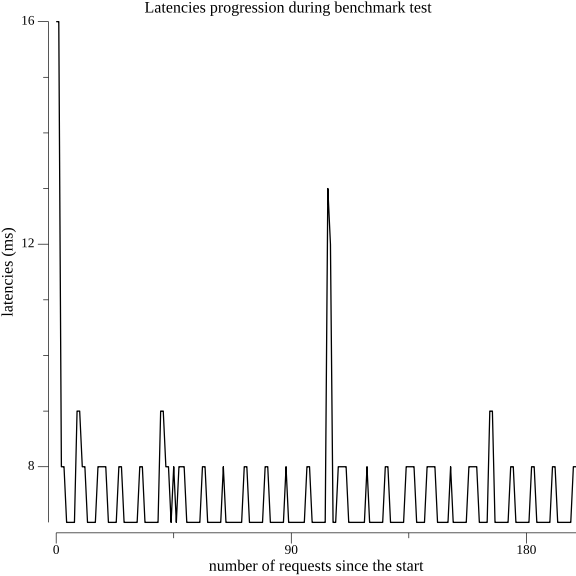 Latencies progression during benchmark test
16
12
8
latencies (ms)
0 90 180
number of requests since the start